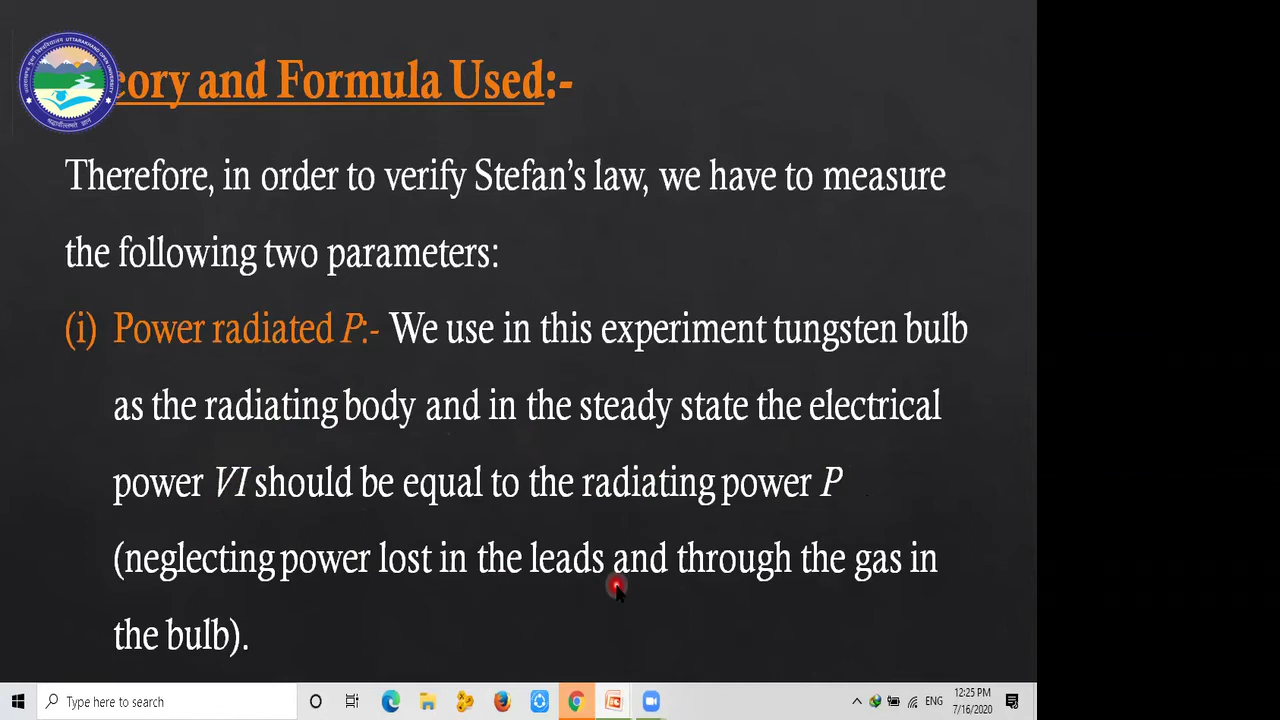 eory and Formula Used:-
Therefore, in order to verify Stefan's law, we have to measure
the following two parameters:
(i) Power radiated P:- We use in this experiment tungsten bulb
as the radiating body and in the steady state the electrical
power VI should be equal to the radiating power P
(neglecting power lost in the leads and through the gas in
the bulb).
Type here to search
ENG
12:25 PM
7/16/2020